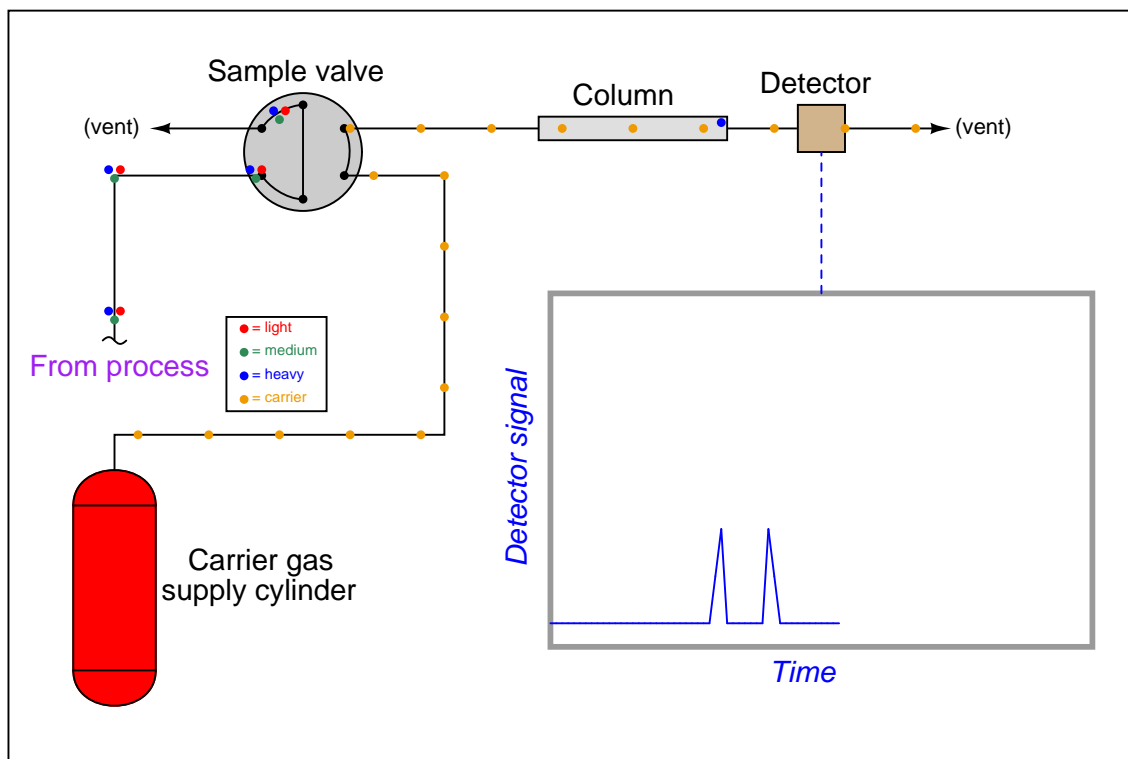 Sample valve
Column
Detector
(vent)
(vent)
= light
= medium
= heavy
= carrier
From process
Detector signal
Carrier gas
supply cylinder
Time